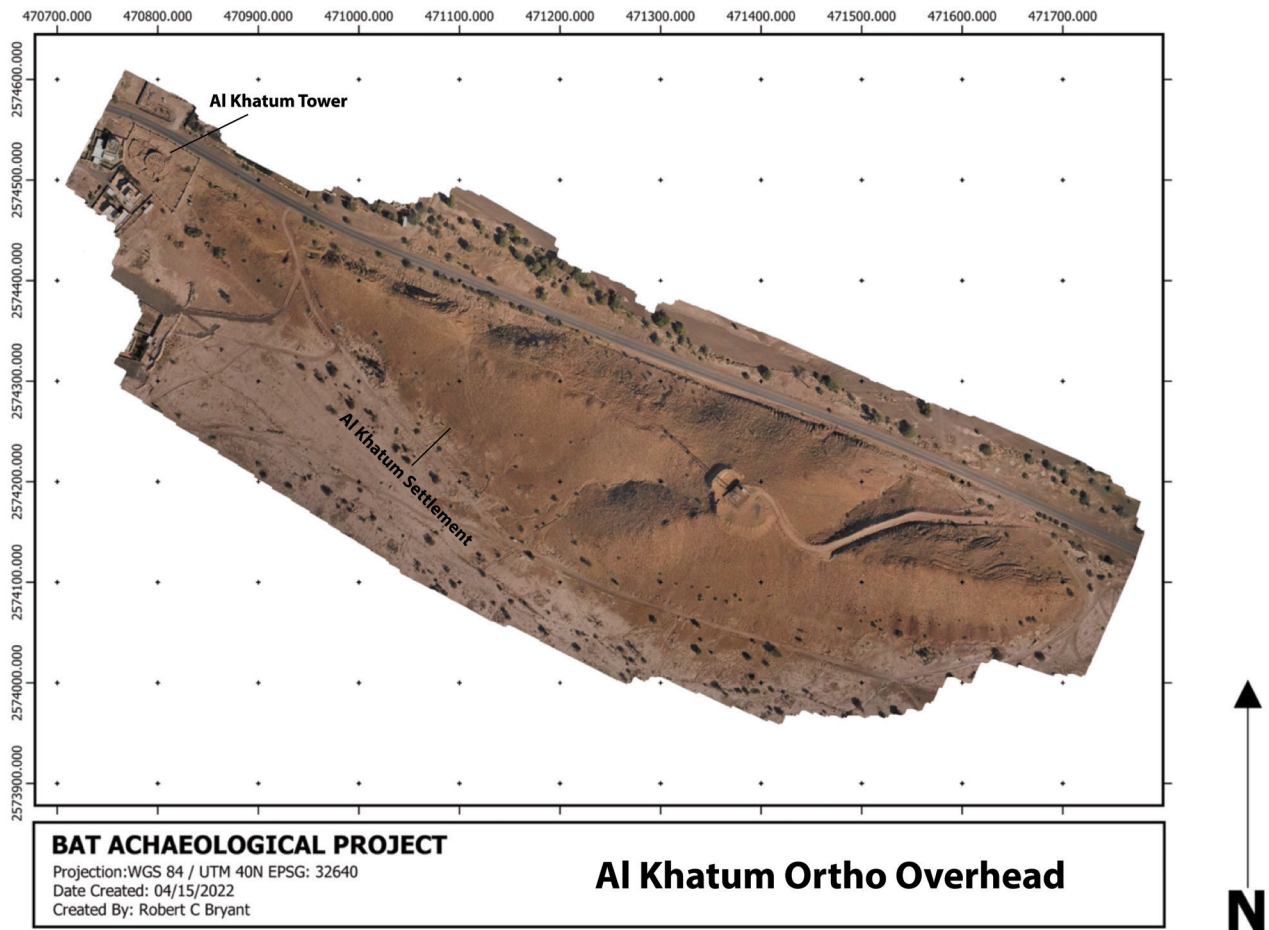 470700.000 470800.000 470900.000 471000.000 471100.000 471200.000 471300.000 471400.000 471500.000 471600.000 471700.000
2574600.000
2574500.000
2574400.000
2574300.000
2574200.000
2574100.000
2574000.000
2573900.000
Al Khatum Tower
Al Khatum Settlement
BAT ACHAEOLOGICAL PROJECT
Projection:WGS 84 / UTM 40N EPSG: 32640
Date Created: 04/15/2022
Created By: Robert C Bryant
Al Khatum Ortho Overhead
N